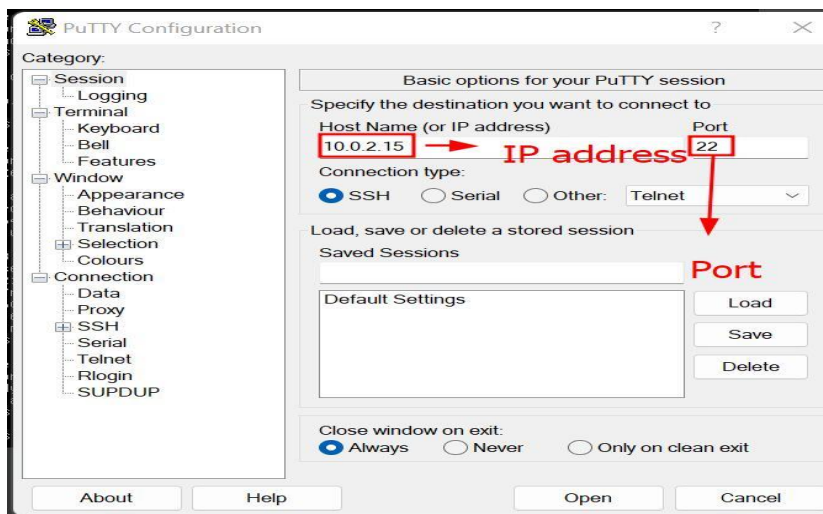 PuTTY Configuration
?
Category:
Session
Logging
Terminal
Keyboard
Bell
Features
Window
Appearance
Behaviour
Translation
Selection
Colours
Connection
Data
Proxy
SSH
Serial
Telnet
Rlogin
SUPDUP
Basic options for your PuTTY session
Specify the destination you want to connect to
Host Name (or IP address) Port
10.0.2.15 IP address 22
Connection type:
SSH Serial Other: Telnet
Load, save or delete a stored session
Saved Sessions
Port
Default Settings
Load
Save
Delete
Close window on exit:
Always Never Only on clean exit
About Help Open Cancel